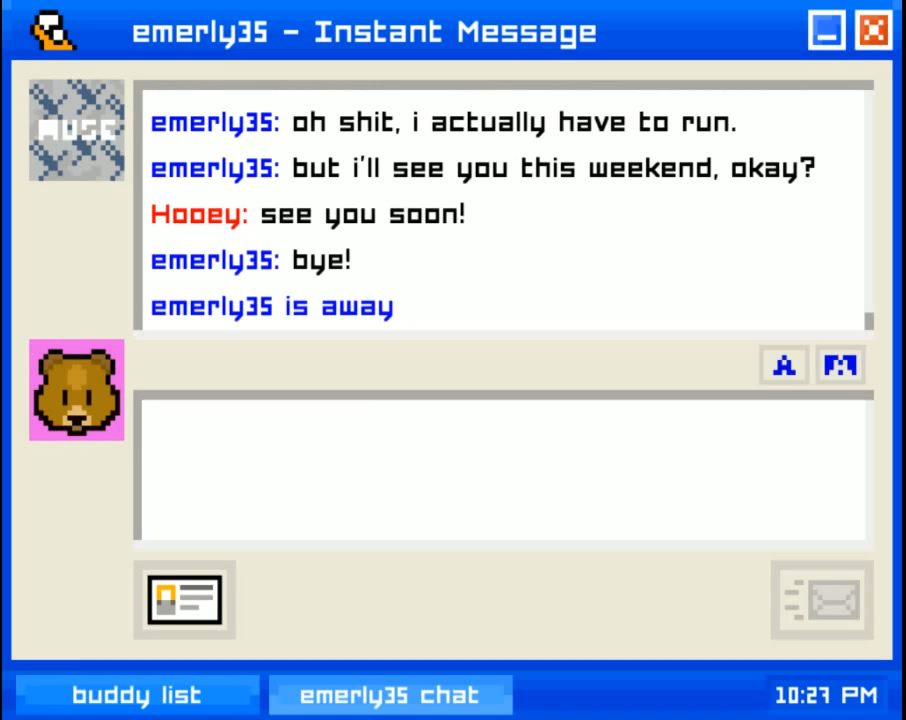 emerly35 - Instant Message
MUSE
emerly35: oh shit, i actually have to run.
emerly35: but i'll see you this weekend, okay?
Hooey: see you soon!
emerly35: bye!
emerly35 is away
A
buddy list
emerly35 chat
10:27 PM